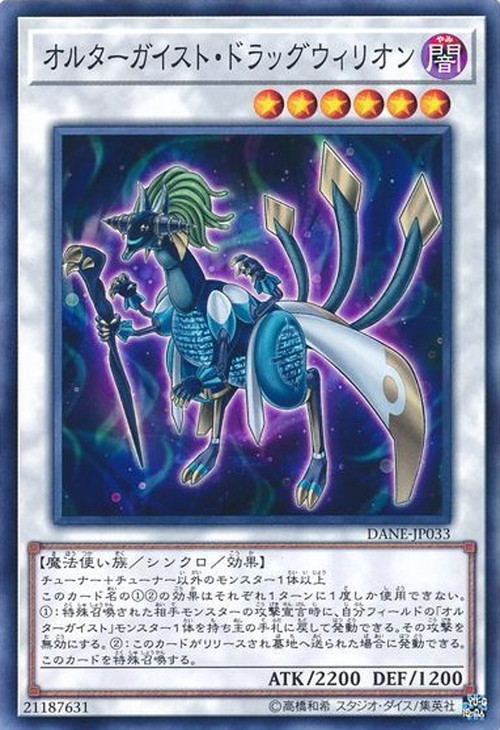 オルターガイスト・ドラッグウィリオン
闇
DANE-JP033
【魔法使い族／シンクロ／効果】
チューナー＋チューナー以外のモンスター1体以上
このカード名の①②の効果はそれぞれ1ターンに1度しか使用できない。
①：特殊召喚された相手モンスターの攻撃宣言時に、自分フィールドの「オル
ターガイスト」モンスター1体を持ち主の手札に戻して発動できる。その攻撃を
無効にする。②：このカードがリリースされ墓地へ送られた場合に発動できる。
このカードを特殊召喚する。
ATK/2200 DEF/1200
21187631
©高橋和希 スタジオ・ダイス/集英社